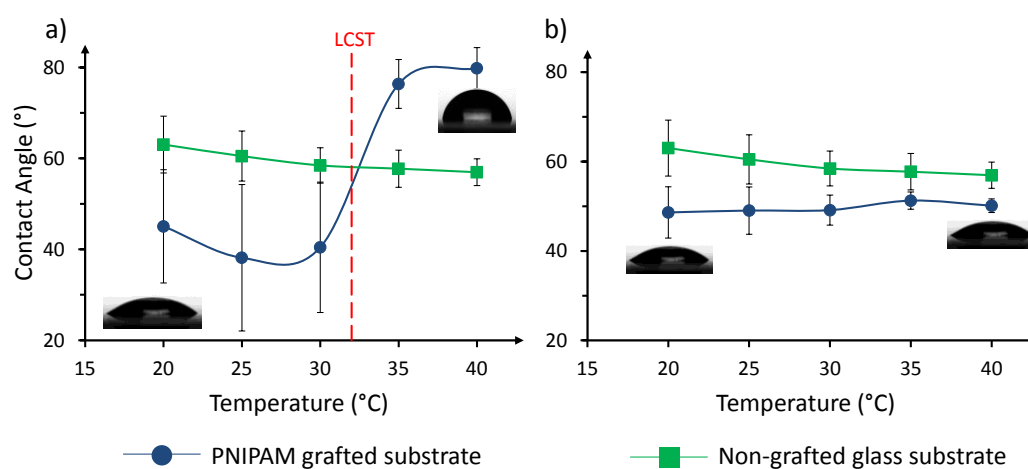 a)
LCST
80
60
40
20
Contact Angle (°)
15 20 25 30 35 40
Temperature (°C)
b)
80
60
40
20
15 20 25 30 35 40
Temperature (°C)
PNIPAM grafted substrate
Non-grafted glass substrate